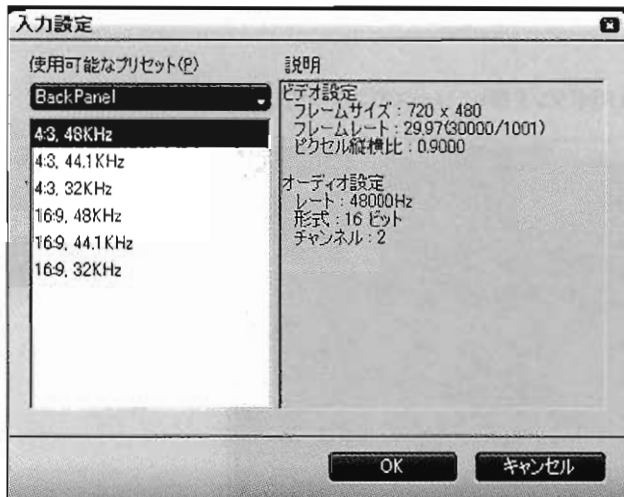 入力設定
使用可能なプリセット(P)
BackPanel
4:3, 48KHz
4:3, 44.1KHz
4:3, 32KHz
16:9, 48KHz
16:9, 44.1KHz
16:9, 32KHz
説明
ビデオ設定
フレームサイズ : 720 x 480
フレームレート : 29.97(30000/1001)
ピクセル縦横比 : 0.9000
オーディオ設定
レート : 48000Hz
形式 : 16 ビット
チャンネル : 2
OK
キャンセル